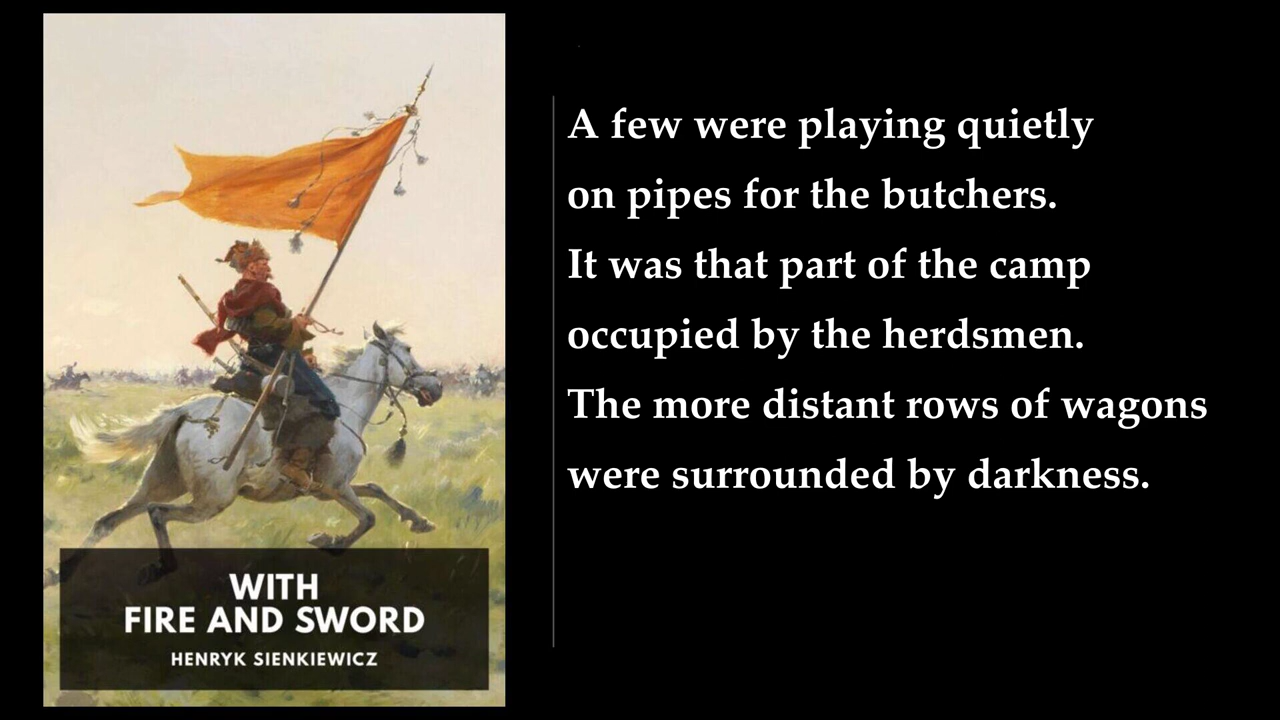 WITH
FIRE AND SWORD
HENRYK SIENKIEWICZ
A few were playing quietly
on pipes for the butchers.
It was that part of the camp
occupied by the herdsmen.
The more distant rows of wagons
were surrounded by darkness.